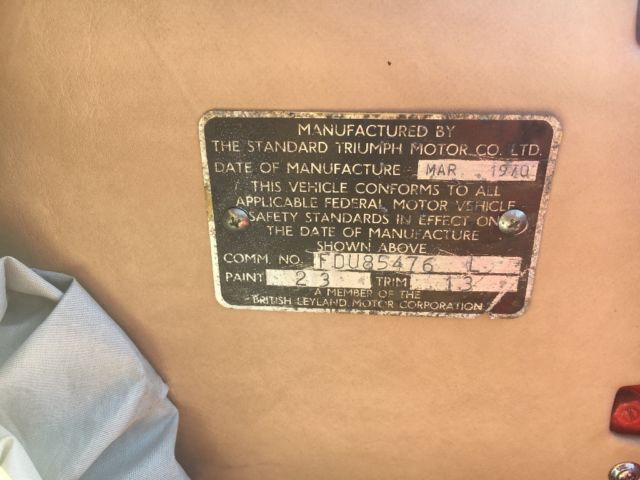 MANUFACTURED BY
THE STANDARD TRIUMPH MOTOR CO. LTD.
DATE OF MANUFACTURE MAR 1970
THIS VEHICLE CONFORMS TO ALL
APPLICABLE FEDERAL MOTOR VEHICLE
SAFETY STANDARDS IN EFFECT ON
THE DATE OF MANUFACTURE
SHOWN ABOVE
COMM. NO. FDU85476 L
PAINT 23 TRIM 13
A MEMBER OF THE
BRITISH LEYLAND MOTOR CORPORATION